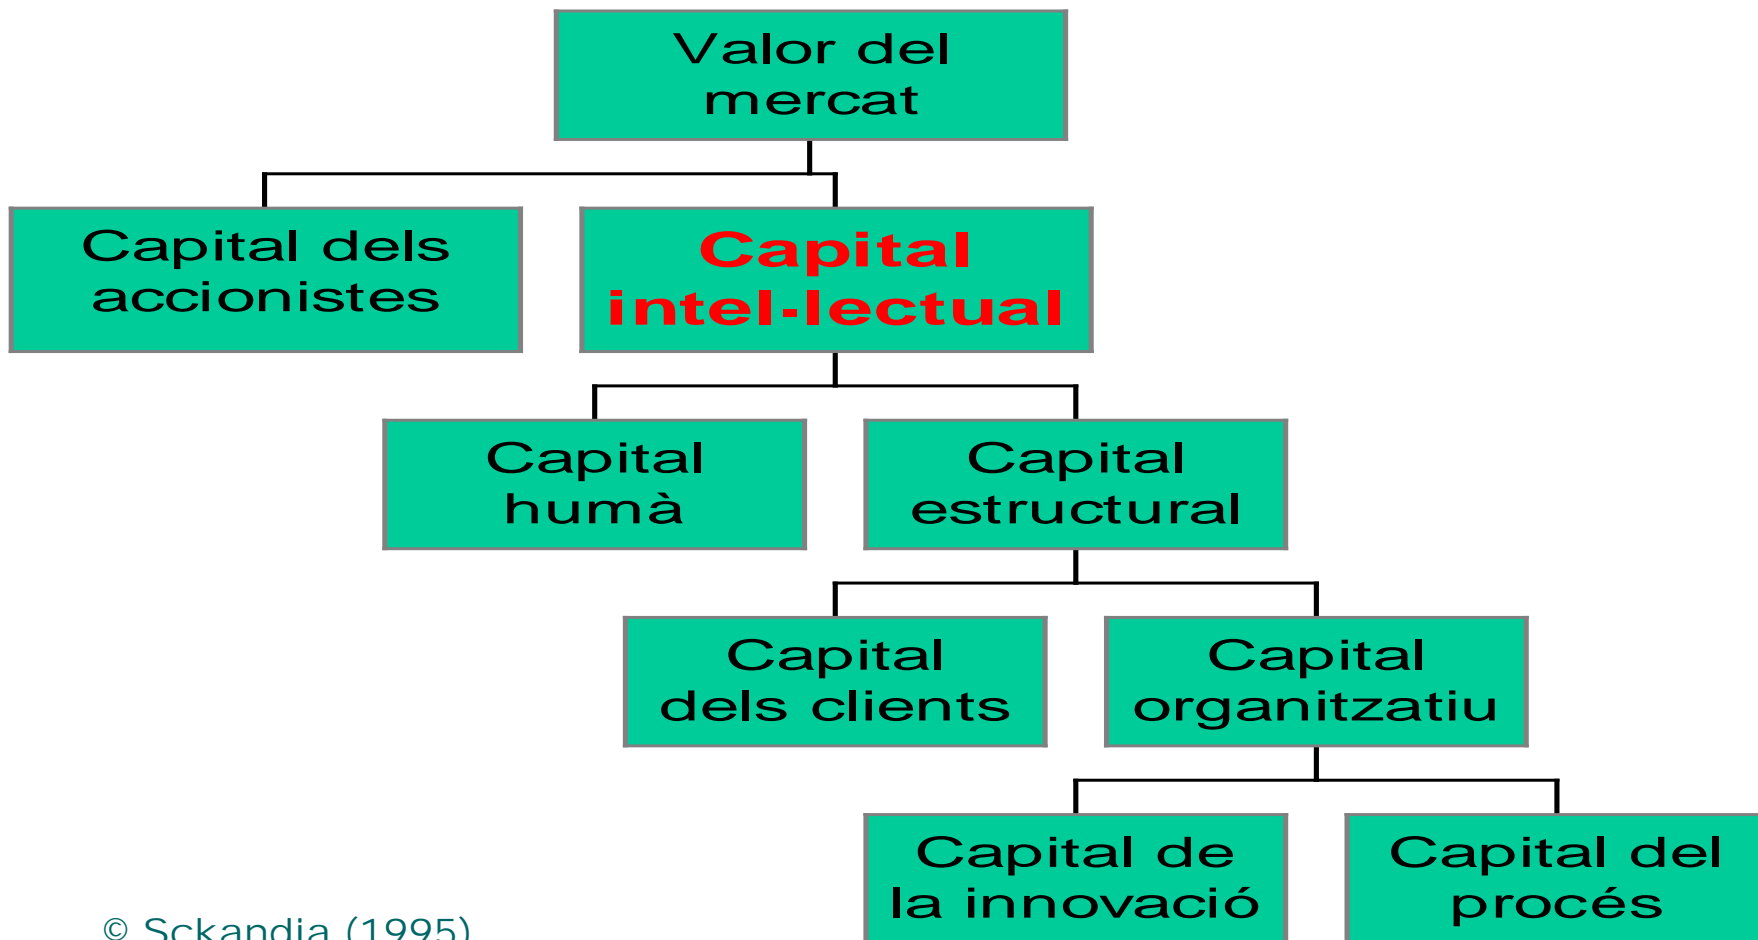 Valor del
mercat
Capital dels
accionistes
Capital
intel-lectual
Capital
humà
Capital
estructural
Capital
dels clients
Capital
organitzatiu
Capital de
la innovació
Capital del
procés
© Sckandia (1995)